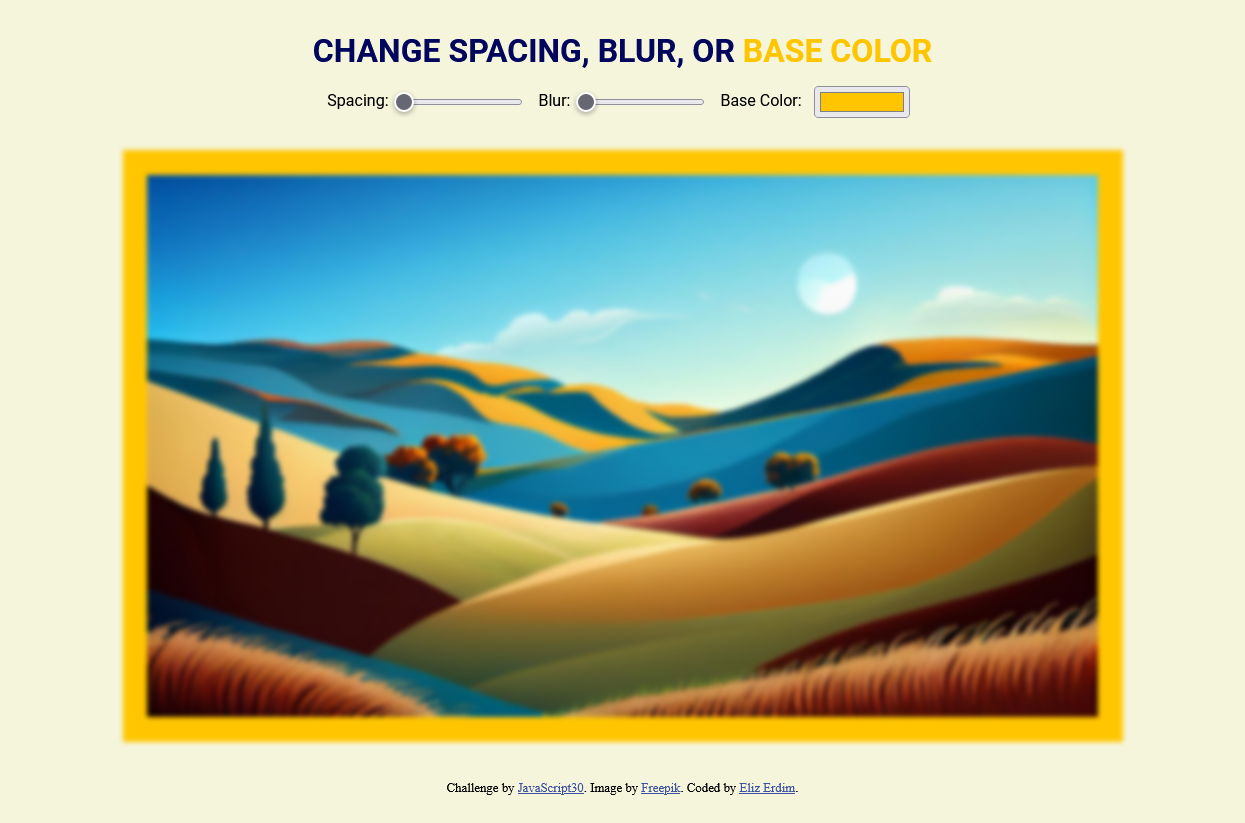 CHANGE SPACING, BLUR, OR BASE COLOR
Spacing: Blur: Base Color:
Challenge by JavaScript30. Image by Freepik. Coded by Eliz Erdim.